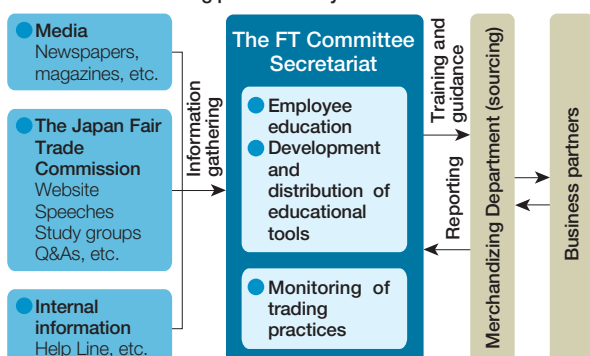 Media
Newspapers,
magazines, etc.
The Japan Fair
Trade
Commission
Website
Speeches
Study groups
Q&As, etc.
Internal
information
Help Line, etc.
Information
gathering
The FT Committee
Secretariat
Employee
education
Development
and
distribution of
educational
tools
Monitoring of
trading
practices
Training and
guidance
Reporting
Merchandizing Department (sourcing)
Business partners